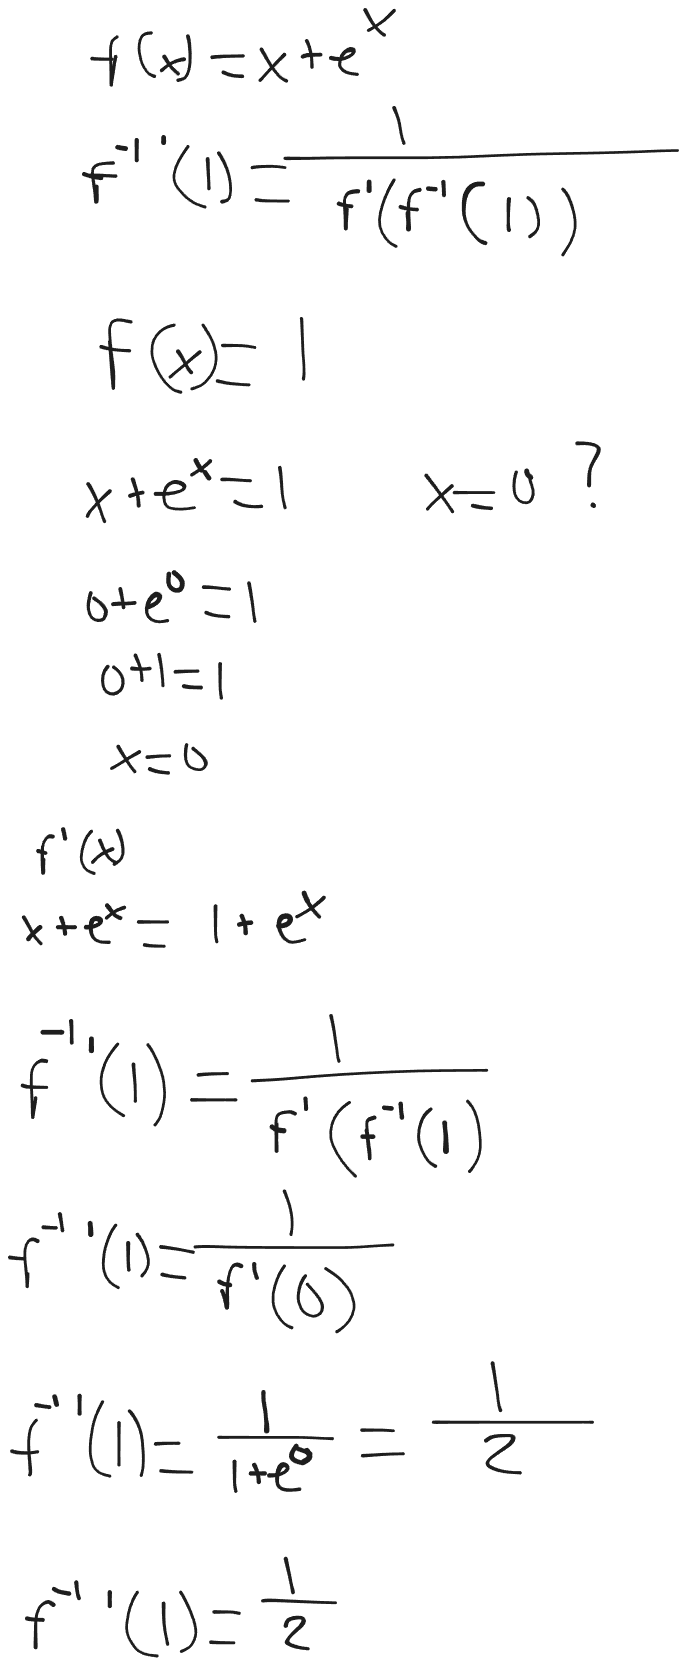 f(x) = x + e^x
f^-1'(1) = 1/f'(f^-1(1))
f(x) = 1
x + e^x = 1 x = 0 ?
0 + e^0 = 1
0 + 1 = 1
x = 0
f'(x)
x + e^x = 1 + e^x
f^-1'(1) = 1/f'(f^-1(1)
f^-1'(1) = 1/f'(0)
f^-1'(1) = 1/1+e^0 = 1/2
f^-1'(1) = 1/2